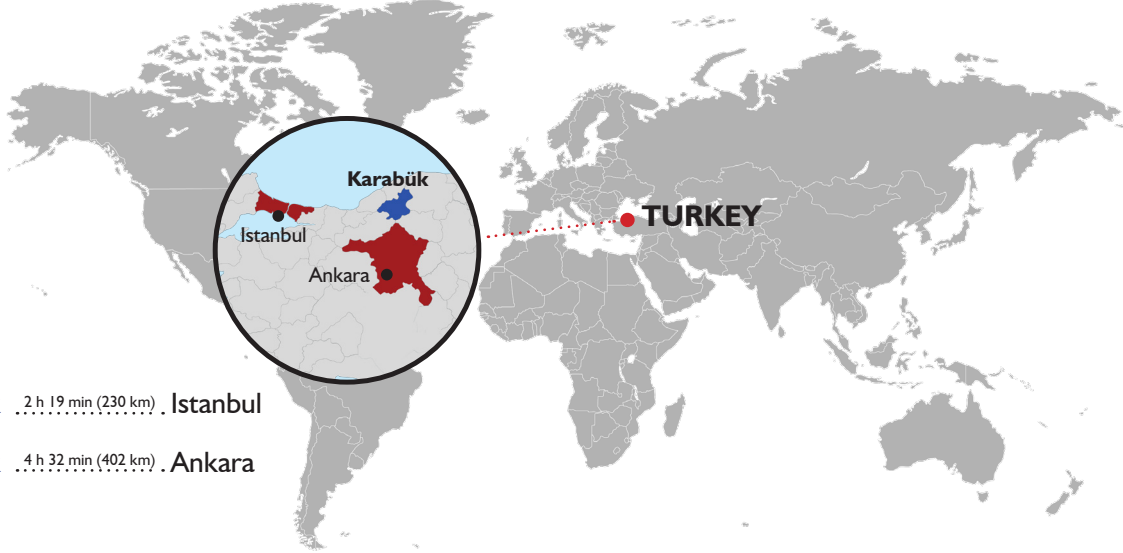 Karabük
Istanbul
TURKEY
Ankara
2 h 19 min (230 km) Istanbul
4 h 32 min (402 km) Ankara